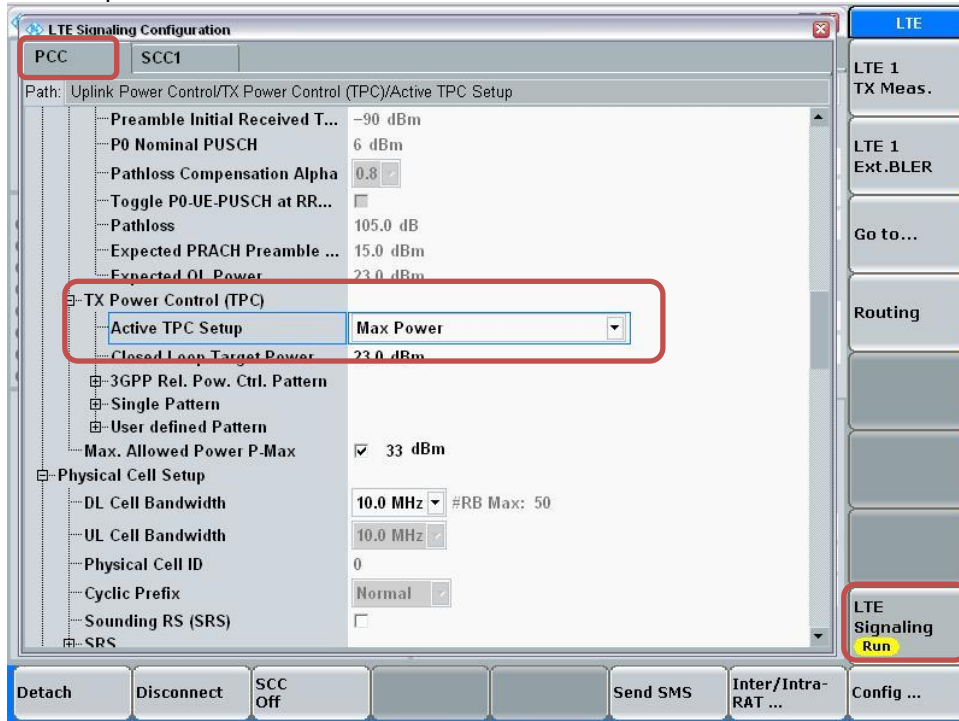 LTE Signaling Configuration
LTE
PCC SCC1
Path: Uplink Power Control/TX Power Control (TPC)/Active TPC Setup
Preamble Initial Received T... -90 dBm
P0 Nominal PUSCH 6 dBm
Pathloss Compensation Alpha 0.8
Toggle P0-UE-PUSCH at RR...
Pathloss 105.0 dB
Expected PRACH Preamble ... 15.0 dBm
Expected OL Power 23.0 dBm
TX Power Control (TPC)
Active TPC Setup Max Power
Closed Loop Target Power 23.0 dBm
3GPP Rel. Pow. Ctrl. Pattern
Single Pattern
User defined Pattern
Max. Allowed Power P-Max 33 dBm
Physical Cell Setup
DL Cell Bandwidth 10.0 MHz #RB Max: 50
UL Cell Bandwidth 10.0 MHz
Physical Cell ID 0
Cyclic Prefix Normal
Sounding RS (SRS)
SRS
LTE 1
TX Meas.
LTE 1
Ext.BLER
Go to...
Routing
LTE
Signaling
Run
Detach
Disconnect
SCC
Off
Send SMS
Inter/Intra-
RAT ...
Config ...